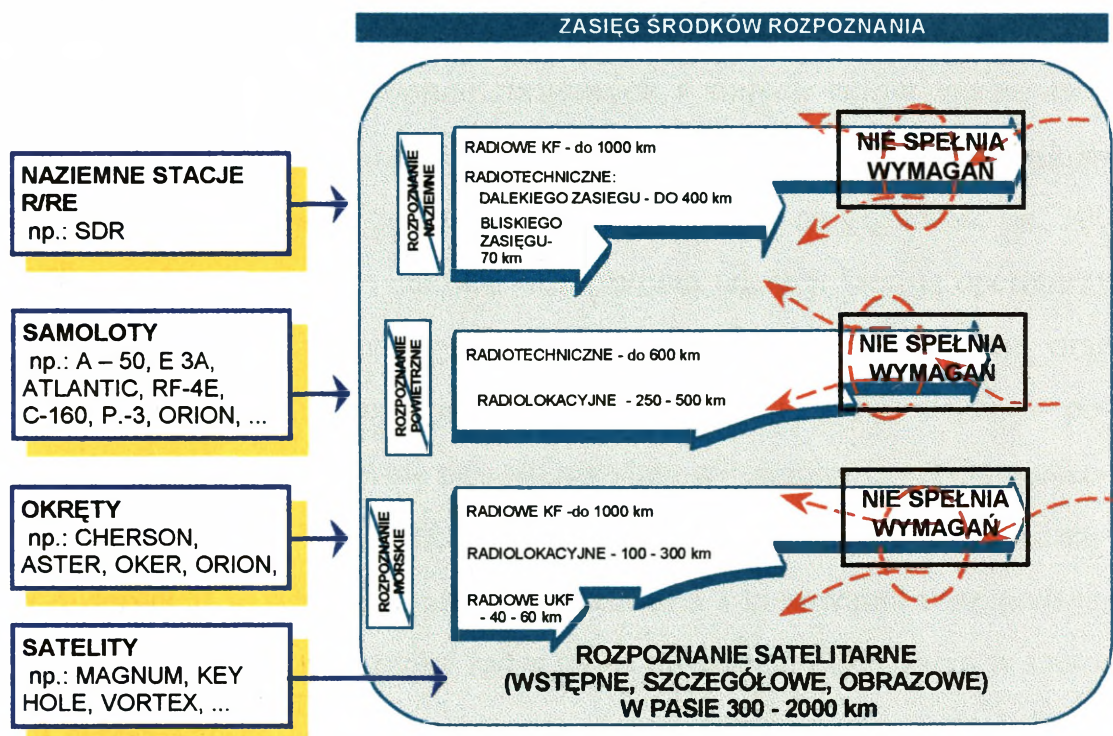 ZASIĘG ŚRODKÓW ROZPOZNANIA
NAZIEMNE STACJE
R/RE
np.: SDR
ROZPOZNANIE
NAZIEMNE
RADIOWE KF - do 1000 km
RADIOTECHNICZNE:
DALEKIEGO ZASIEGU - DO 400 km
BLISKIEGO
ZASIĘGU-
70 km
NIE SPEŁNIA
WYMAGAŃ
SAMOLOTY
np.: A – 50, E 3A,
ATLANTIC, RF-4E,
C-160, P.-3, ORION, ...
ROZPOZNANIE
POWIETRZNE
RADIOTECHNICZNE - do 600 km
RADIOLOKACYJNE - 250 - 500 km
NIE SPEŁNIA
WYMAGAŃ
OKRĘTY
np.: CHERSON,
ASTER, OKER, ORION,
ROZPOZNANIE
MORSKIE
RADIOWE KF -do 1000 km
RADIOLOKACYJNE - 100 - 300 km
RADIOWE UKF
- 40 - 60 km
NIE SPEŁNIA
WYMAGAŃ
SATELITY
np.: MAGNUM, KEY
HOLE, VORTEX, ...
ROZPOZNANIE SATELITARNE
(WSTĘPNE, SZCZEGÓŁOWE, OBRAZOWE)
W PASIE 300 - 2000 km